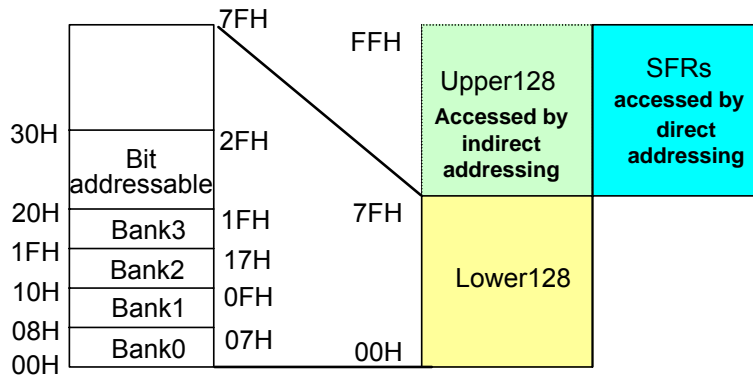 7FH
FFH
Upper128
Accessed by
indirect
addressing
SFRs
accessed by
direct
addressing
30H
2FH
Bit
addressable
20H
1FH
7FH
Bank3
1FH
17H
Bank2
Lower128
10H
0FH
Bank1
08H
07H
Bank0
00H
00H